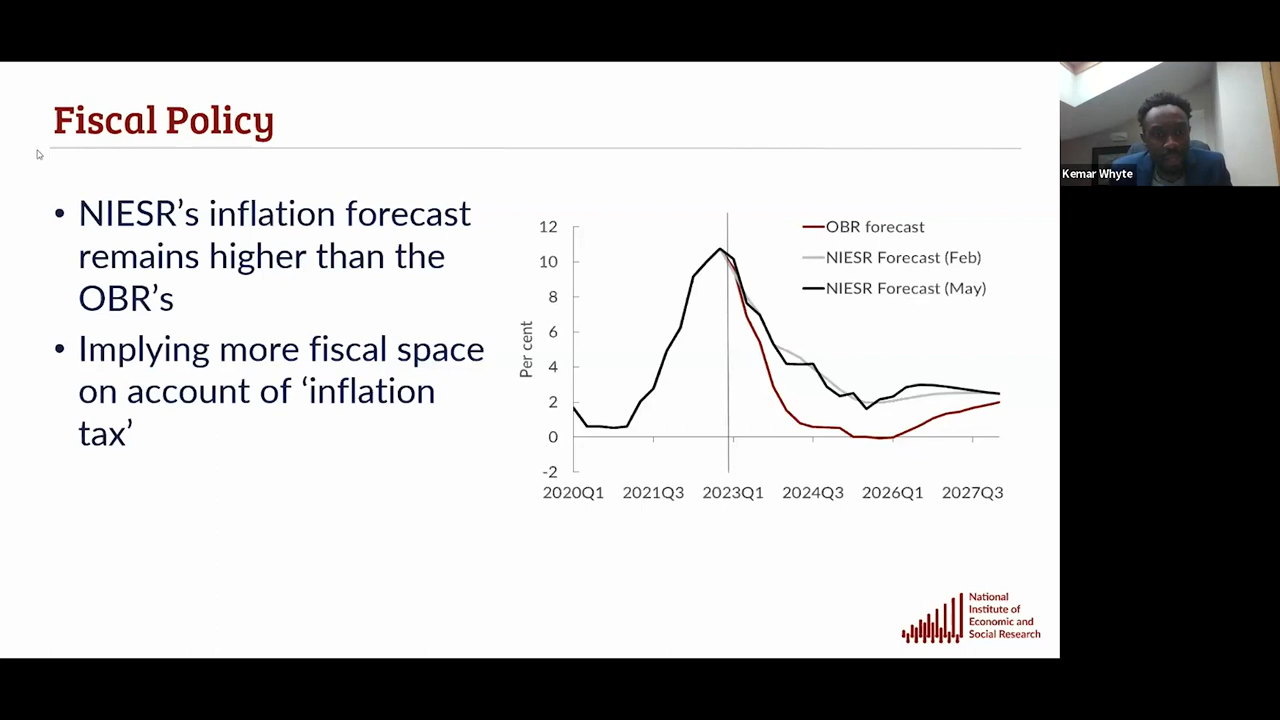 Fiscal Policy
• NIESR’s inflation forecast
remains higher than the
OBR’s
• Implying more fiscal space
on account of ‘inflation
tax’
Per cent
12
10
8
6
4
2
0
-2
2020Q1 2021Q3 2023Q1 2024Q3 2026Q1 2027Q3
OBR forecast
NIESR Forecast (Feb)
NIESR Forecast (May)
National
Institute of
Economic and
Social Research
Kemar Whyte